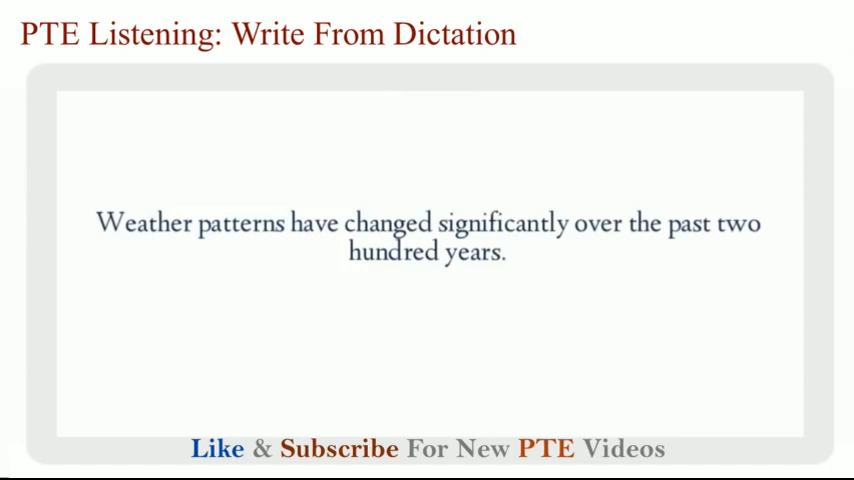 PTE Listening: Write From Dictation
Weather patterns have changed significantly over the past two
hundred years.
Like & Subscribe For New PTE Videos